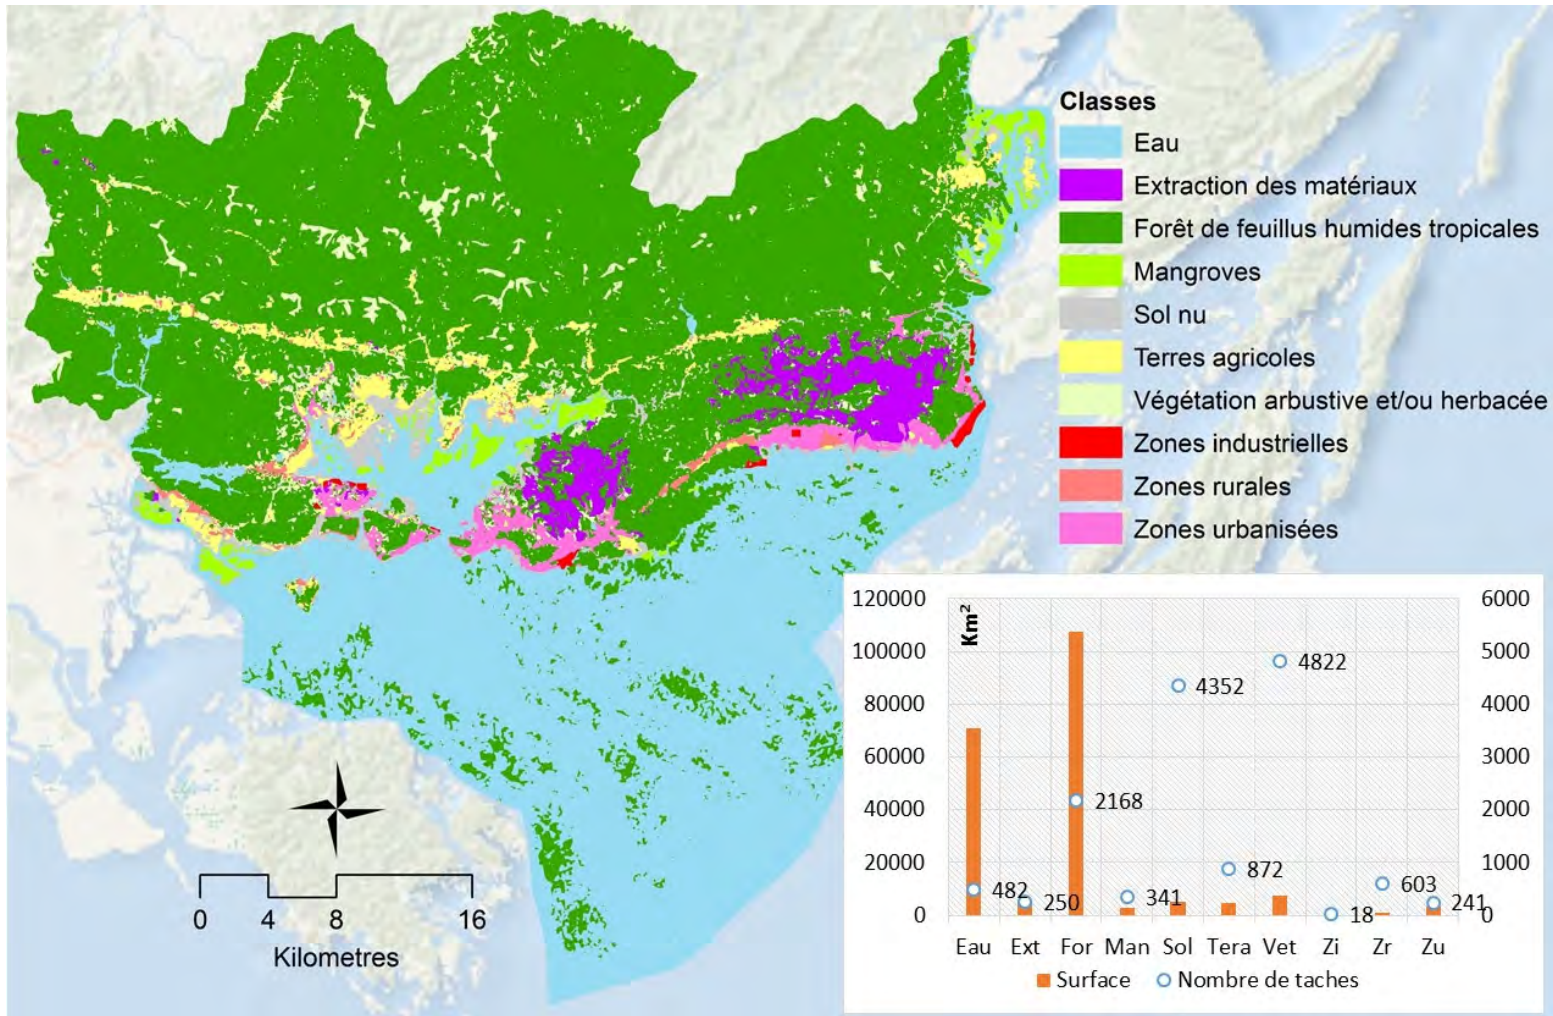 Classes
Eau
Extraction des matériaux
Forêt de feuillus humides tropicales
Mangroves
Sol nu
Terres agricoles
Végétation arbustive et/ou herbacée
Zones industrielles
Zones rurales
Zones urbanisées
0 4 8 16
Kilometres
Km²
120000 6000
100000 5000
80000 4000
60000 3000
40000 2000
20000 1000
0 0
4822
4352
2168
872
603
482
250
341
18
241
Eau Ext For Man Sol Tera Vet Zi Zr Zu
Surface Nombre de taches